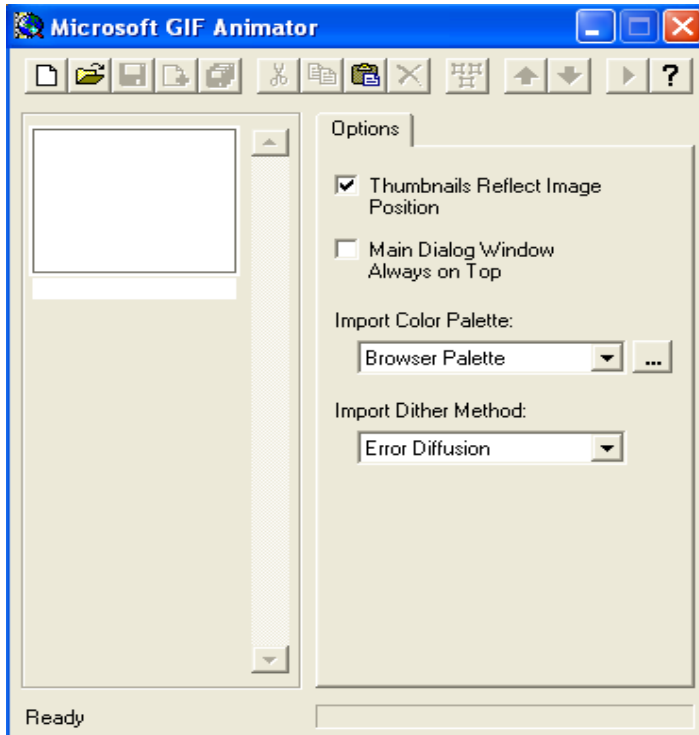 Microsoft GIF Animator
?
Options
Thumbnails Reflect Image
Position
Main Dialog Window
Always on Top
Import Color Palette:
Browser Palette
...
Import Dither Method:
Error Diffusion
Ready